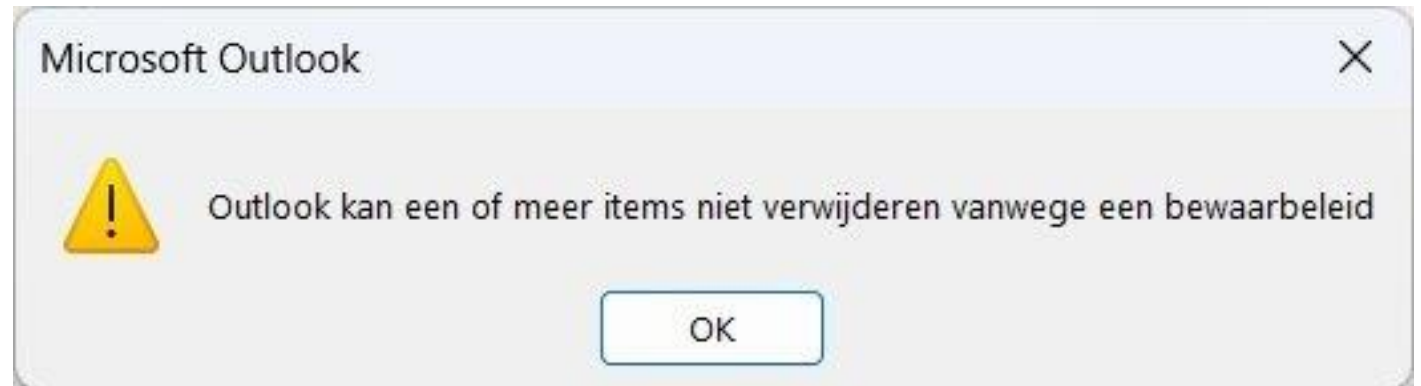 Microsoft Outlook
Outlook kan een of meer items niet verwijderen vanwege een bewaarbeleid
OK